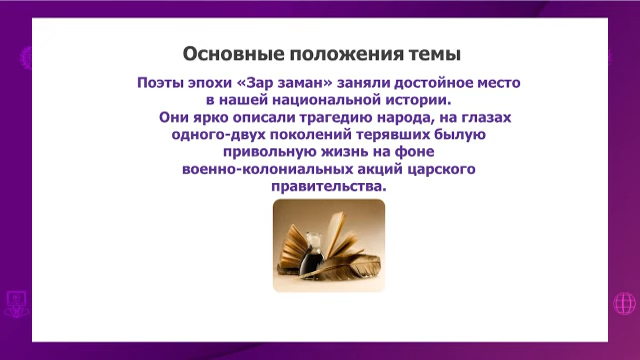 Основные положения темы
Поэты эпохи «Зар заман» заняли достойное место
в нашей национальной истории.
Они ярко описали трагедию народа, на глазах
одного-двух поколений терявших былую
привольную жизнь на фоне
военно-колониальных акций царского
правительства.